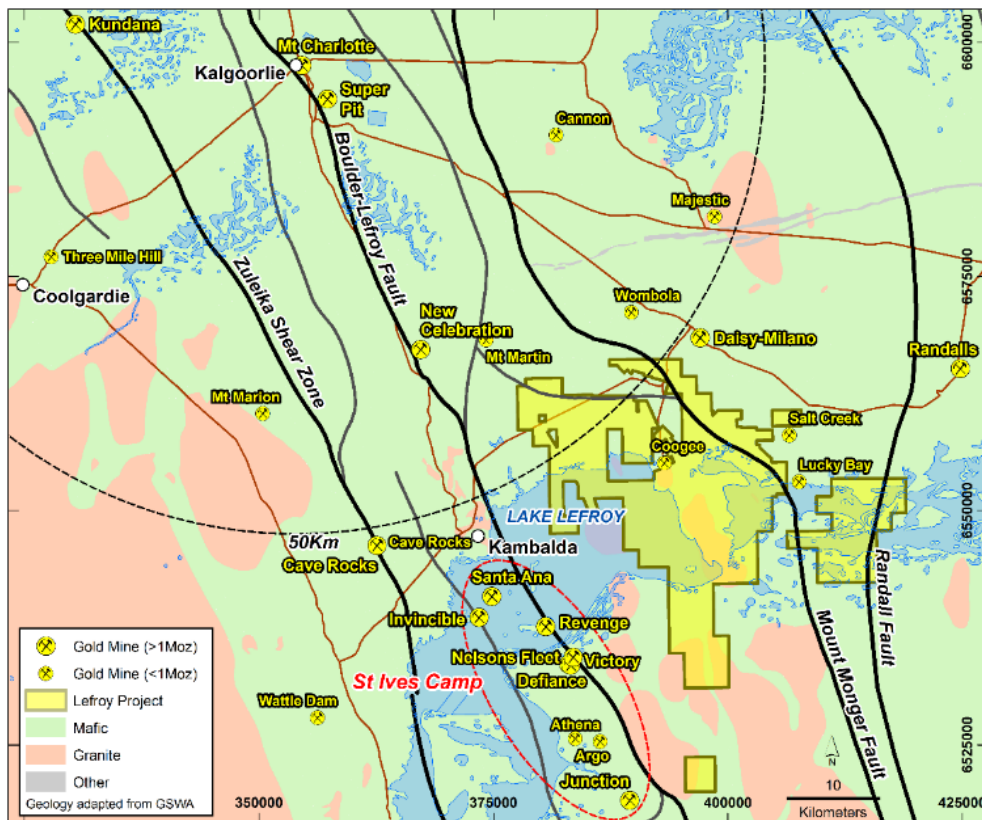 Kundana
Mt Charlotte
Kalgoorlie
Super
Pit
Cannon
6600000
Majestic
Boulder-Lefroy Fault
Three Mile Hill
Coolgardie
Zuleika Shear Zone
6575000
Wombola
New
Celebration
Mt Martin
Daisy-Milano
Randalls
Mt Marion
Salt Creek
Coogee
Lucky Bay
LAKE LEFROY
6550000
50Km
Cave Rocks
Kambalda
Cave Rocks
Santa Ana
Randall Fault
Invincible
Revenge
Mount Monger Fault
Nelsons Fleet
Victory
Defiance
St Ives Camp
Wattle Dam
Athena
Argo
Junction
6525000
Gold Mine (>1Moz)
Gold Mine (<1Moz)
Lefroy Project
Mafic
Granite
Other
Geology adapted from GSWA
N
10
Kilometers
350000
375000
400000
425000